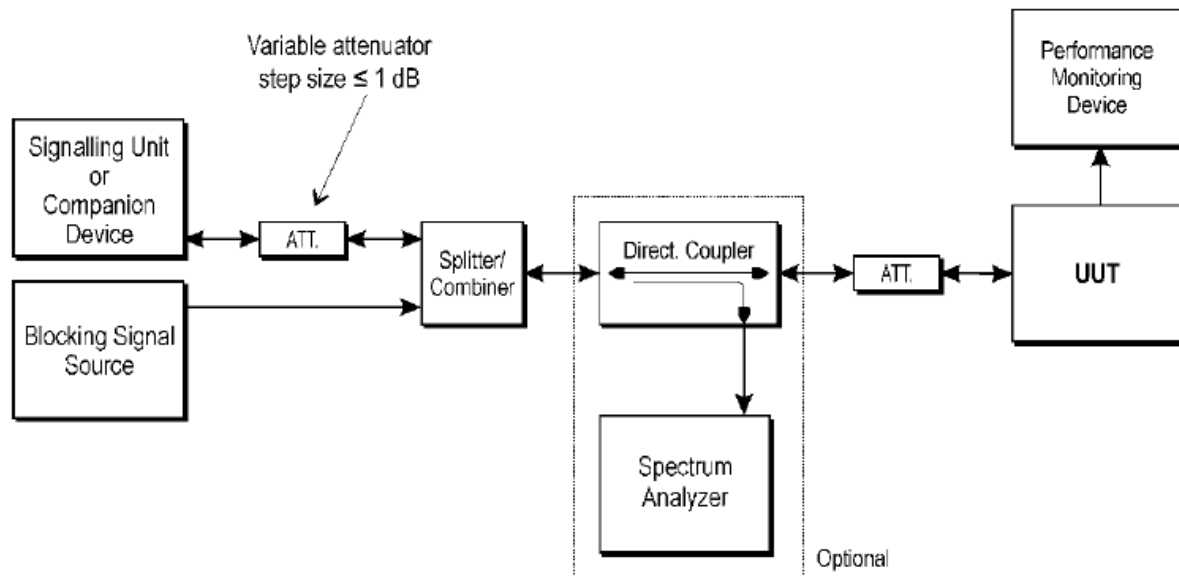 Variable attenuator
step size ≤ 1 dB
Signalling Unit
or
Companion
Device
ATT.
Blocking Signal
Source
Splitter/
Combiner
Direct. Coupler
Spectrum
Analyzer
Optional
ATT.
UUT
Performance
Monitoring
Device